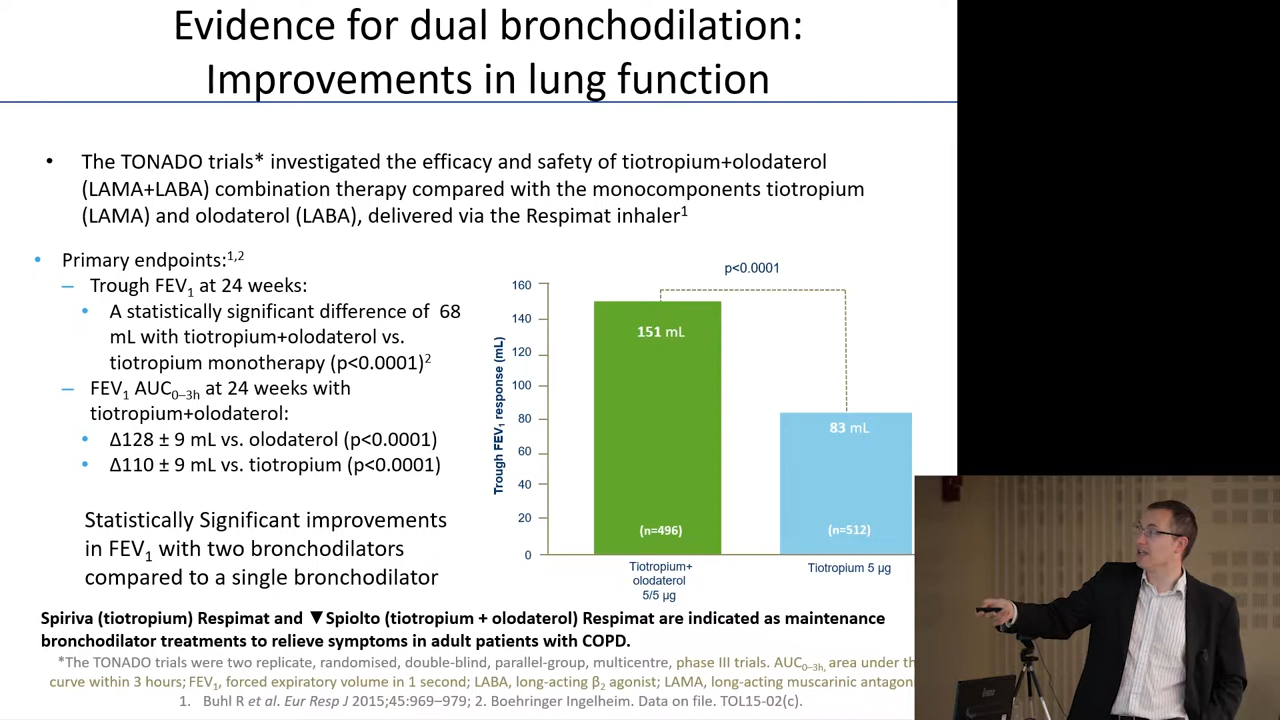 Evidence for dual bronchodilation:
Improvements in lung function
• The TONADO trials* investigated the efficacy and safety of tiotropium+olodaterol
(LAMA+LABA) combination therapy compared with the monocomponents tiotropium
(LAMA) and olodaterol (LABA), delivered via the Respimat inhaler1
• Primary endpoints:1,2
– Trough FEV1 at 24 weeks:
• A statistically significant difference of 68
mL with tiotropium+olodaterol vs.
tiotropium monotherapy (p<0.0001)2
– FEV1 AUC0–3h at 24 weeks with
tiotropium+olodaterol:
• Δ128 ± 9 mL vs. olodaterol (p<0.0001)
• Δ110 ± 9 mL vs. tiotropium (p<0.0001)
Statistically Significant improvements
in FEV1 with two bronchodilators
compared to a single bronchodilator
p<0.0001
Trough FEV1 response (mL)
160
140
120
100
80
60
40
20
0
151 mL
(n=496)
83 mL
(n=512)
Tiotropium+
olodaterol
5/5 µg
Tiotropium 5 µg
Spiriva (tiotropium) Respimat and ▼Spiolto (tiotropium + olodaterol) Respimat are indicated as maintenance
bronchodilator treatments to relieve symptoms in adult patients with COPD.
*The TONADO trials were two replicate, randomised, double-blind, parallel-group, multicentre, phase III trials. AUC0–3h, area under th
curve within 3 hours; FEV1, forced expiratory volume in 1 second; LABA, long-acting β2 agonist; LAMA, long-acting muscarinic antagon
1. Buhl R et al. Eur Respir J 2015;45:969–979; 2. Boehringer Ingelheim. Data on file. TOL15-02(c).